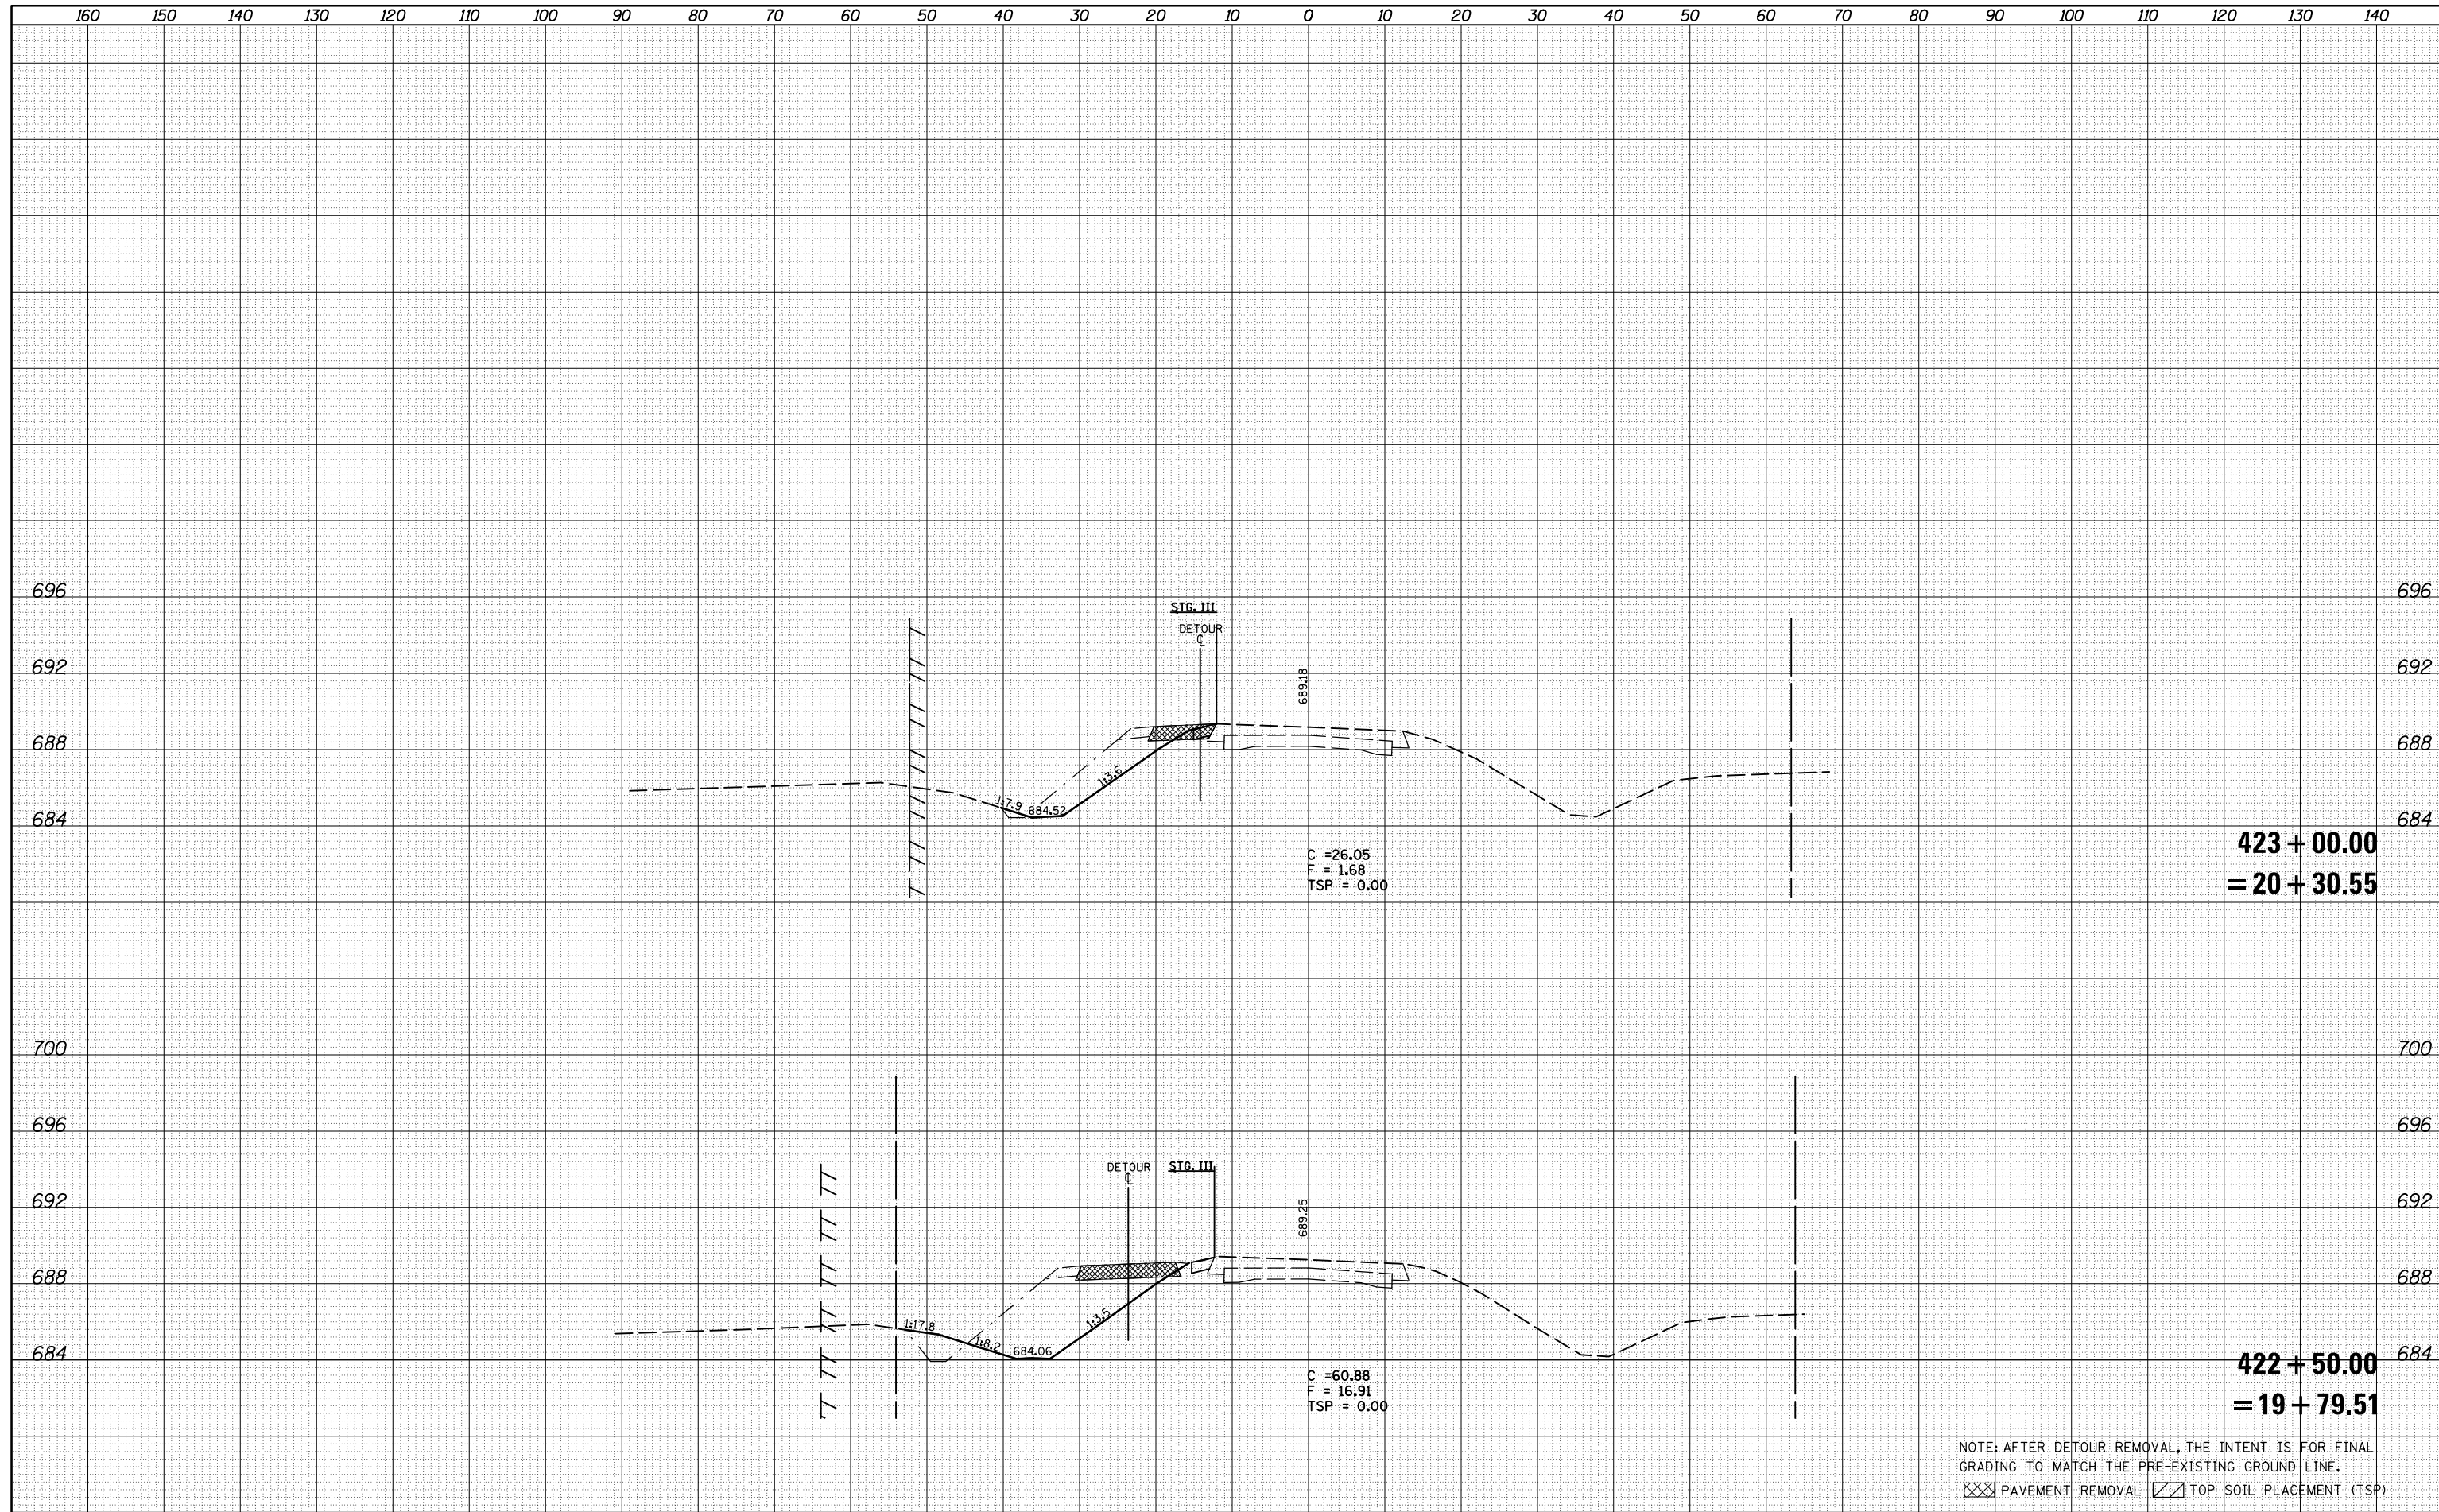 160 150 140 130 120 110 100 90 80 70 60 50 40 30 20 10 0 10 20 30 40 50 60 70 80 90 100 110 120 130 140
696 696
STG. III
DETOUR
℄
692 692
689.18
688 688
1:3.6
1:7.9
684.52
684 684
423+00.00
=20+30.55
C =26.05
F = 1.68
TSP = 0.00
700 700
696 696
DETOUR STG. III
℄
692 692
689.25
688 688
1:17.8
1:8.2
684.06
1:3.5
684 684
422+50.00
=19+79.51
C =60.88
F = 16.91
TSP = 0.00
NOTE: AFTER DETOUR REMOVAL, THE INTENT IS FOR FINAL
GRADING TO MATCH THE PRE-EXISTING GROUND LINE.
PAVEMENT REMOVAL TOP SOIL PLACEMENT (TSP)